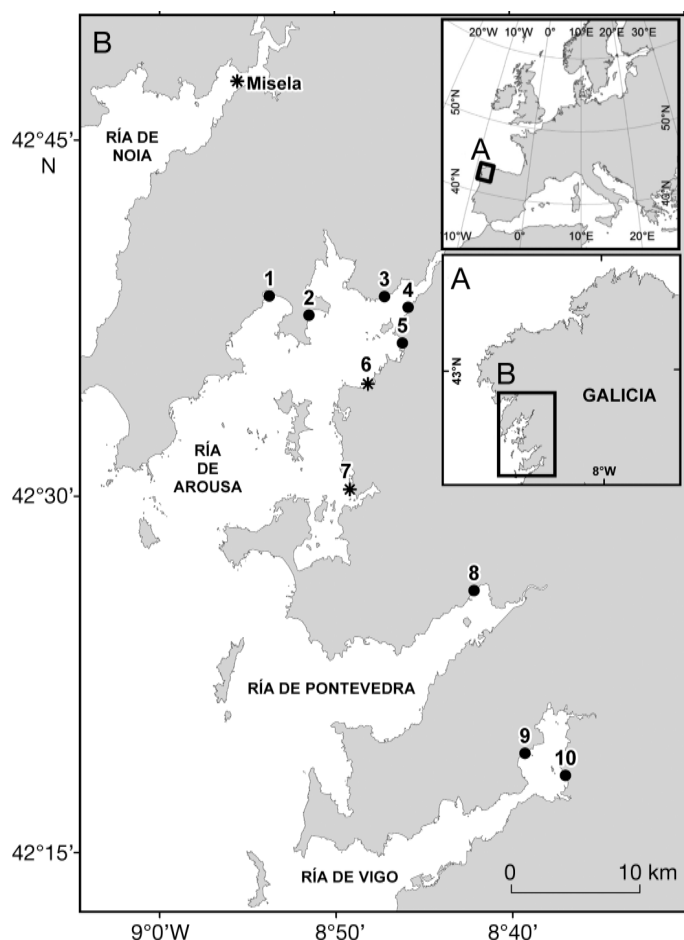 B
Misela
RÍA DE
NOIA
42°45'
N
1
2
3
4
5
6
RÍA
DE
AROUSA
7
42°30'
8
RÍA DE PONTEVEDRA
9
10
42°15'
RÍA DE VIGO
0 10 km
9°0'W 8°50' 8°40'
20°W 10°W 0° 10°E 20°E 30°E
50°N
50°N
A
40°N
40°N
10°W 0° 10°E 20°E
A
43°N
B
GALICIA
8°W